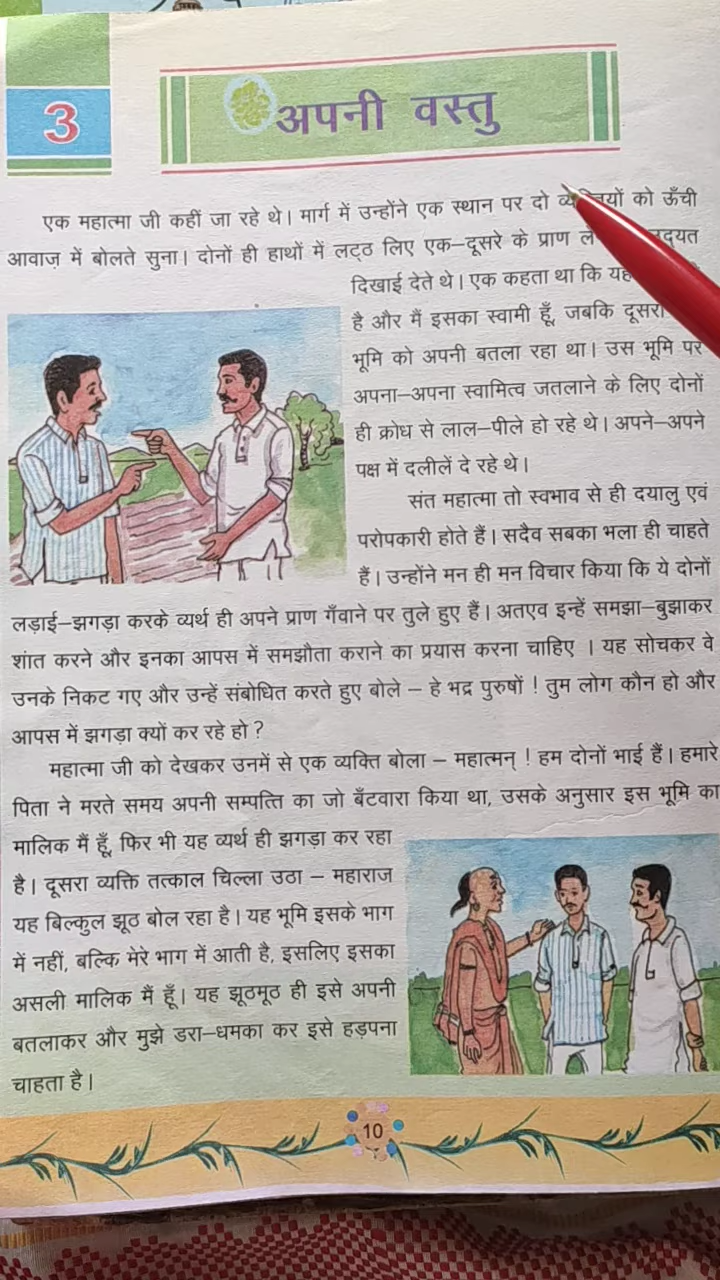 3
अपनी वस्तु
एक महात्मा जी कहीं जा रहे थे। मार्ग में उन्होंने एक स्थान पर दो को ऊँची
आवाज़ में बोलते सुना। दोनों ही हाथों में लट्ठ लिए एक–दूसरे के प्राण
दिखाई देते थे। एक कहता था कि यह
है और मैं इसका स्वामी हूँ, जबकि दूसरा
भूमि को अपनी बतला रहा था। उस भूमि पर
अपना–अपना स्वामित्व जतलाने के लिए दोनों
ही क्रोध से लाल–पीले हो रहे थे। अपने–अपने
पक्ष में दलीलें दे रहे थे।
संत महात्मा तो स्वभाव से ही दयालु एवं
परोपकारी होते हैं। सदैव सबका भला ही चाहते
हैं। उन्होंने मन ही मन विचार किया कि ये दोनों
लड़ाई–झगड़ा करके व्यर्थ ही अपने प्राण गँवाने पर तुले हुए हैं। अतएव इन्हें समझा–बुझाकर
शांत करने और इनका आपस में समझौता कराने का प्रयास करना चाहिए । यह सोचकर वे
उनके निकट गए और उन्हें संबोधित करते हुए बोले – हे भद्र पुरुषों ! तुम लोग कौन हो और
आपस में झगड़ा क्यों कर रहे हो ?
महात्मा जी को देखकर उनमें से एक व्यक्ति बोला – महात्मन् ! हम दोनों भाई हैं। हमारे
पिता ने मरते समय अपनी सम्पत्ति का जो बँटवारा किया था, उसके अनुसार इस भूमि का
मालिक मैं हूँ, फिर भी यह व्यर्थ ही झगड़ा कर रहा
है। दूसरा व्यक्ति तत्काल चिल्ला उठा – महाराज
यह बिल्कुल झूठ बोल रहा है। यह भूमि इसके भाग
में नहीं, बल्कि मेरे भाग में आती है, इसलिए इसका
असली मालिक मैं हूँ। यह झूठमूठ ही इसे अपनी
बतलाकर और मुझे डरा–धमका कर इसे हड़पना
चाहता है।
10